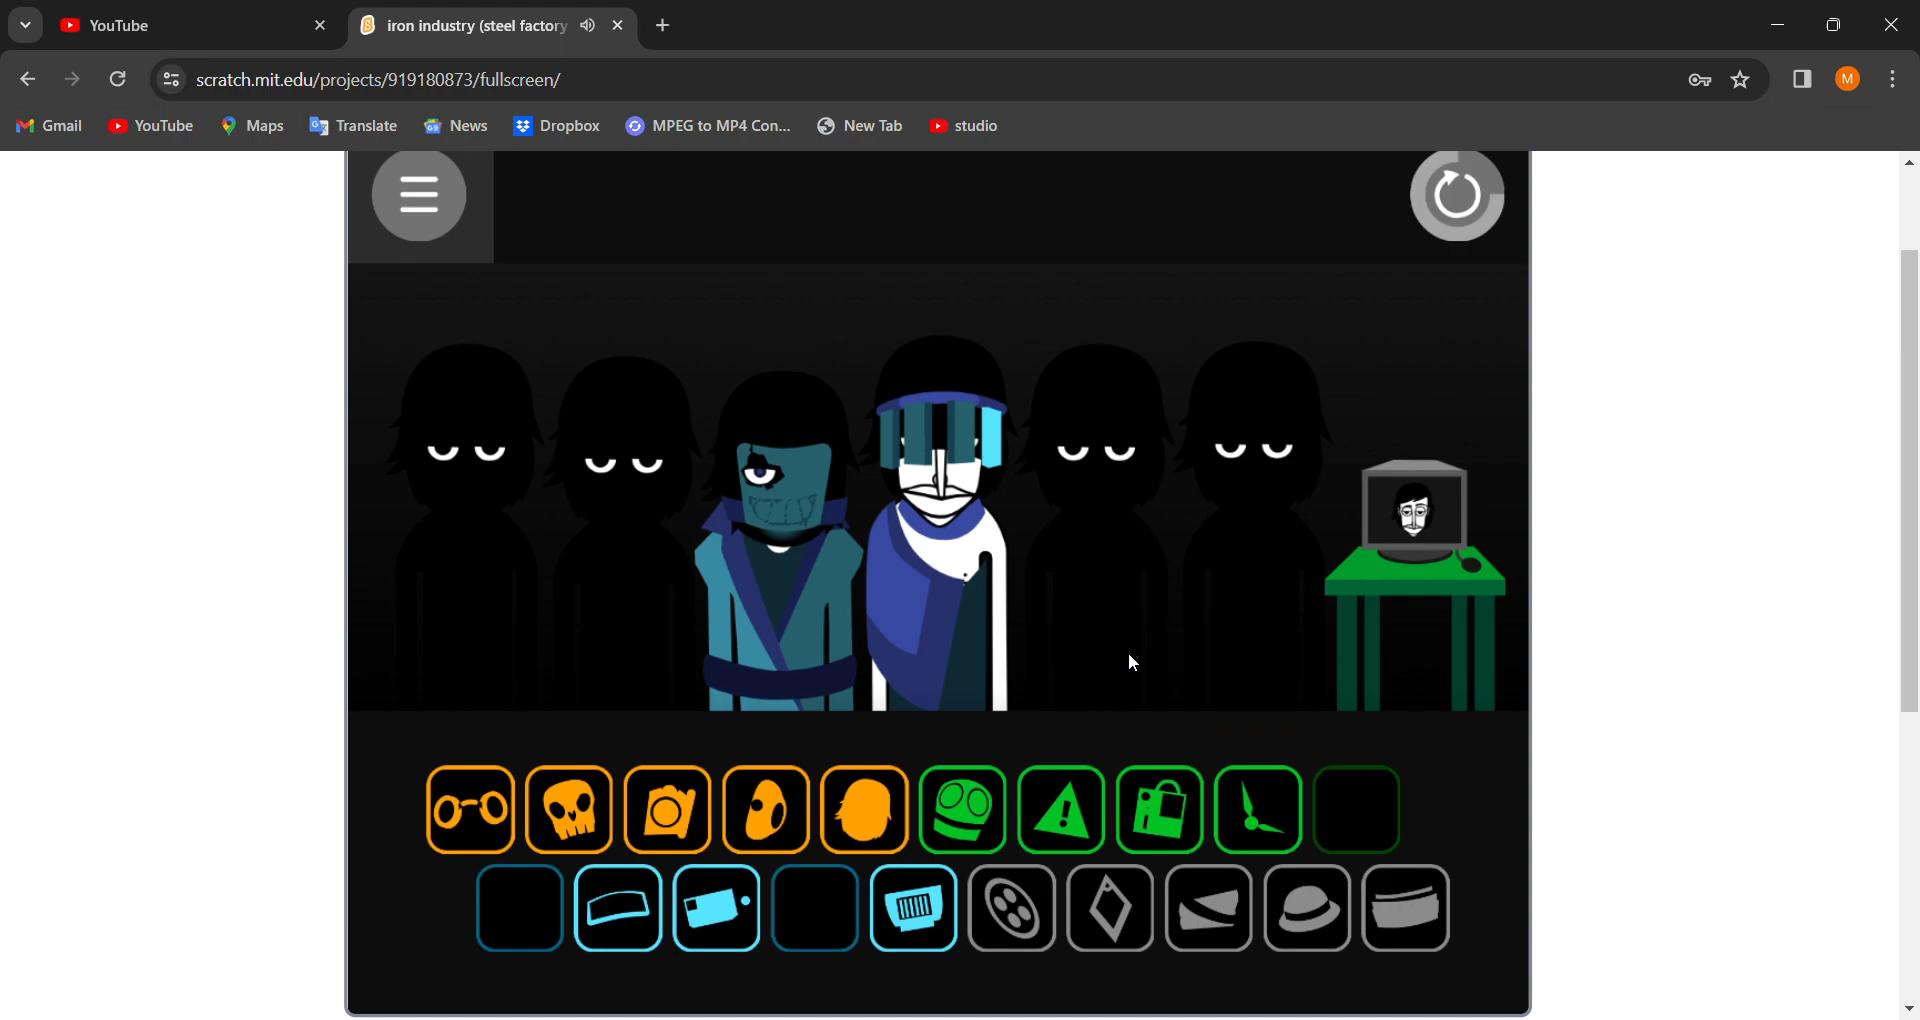 YouTube
iron industry (steel factory
scratch.mit.edu/projects/919180873/fullscreen/
M
Gmail YouTube Maps Translate News Dropbox MPEG to MP4 Con... New Tab studio